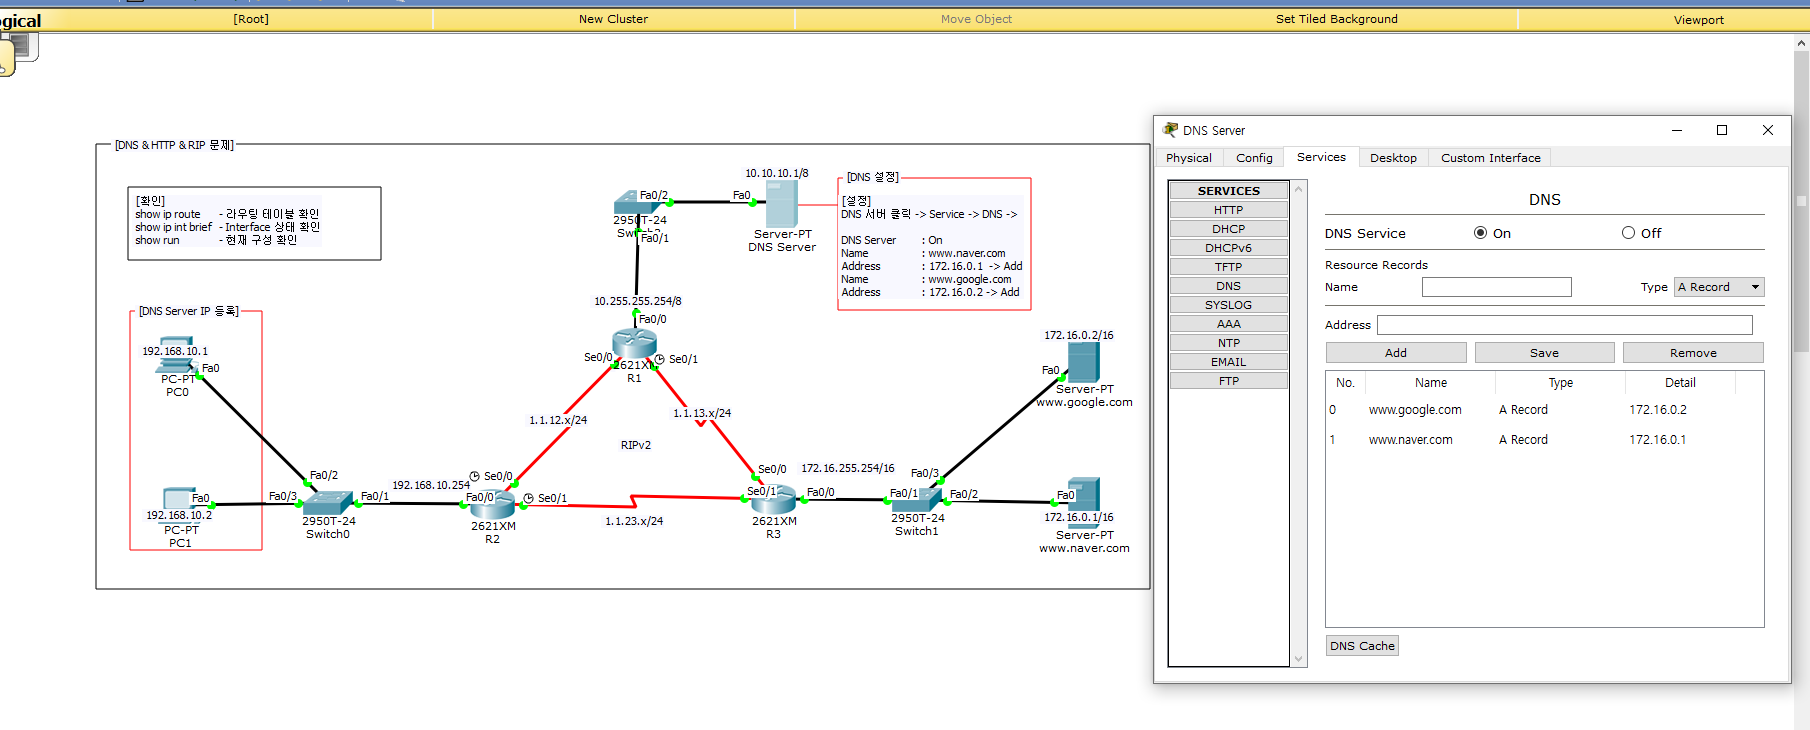 gical
[Root]
New Cluster
Move Object
Set Tiled Background
Viewport
[DNS & HTTP & RIP 문제]
[확인]
show ip route - 라우팅 테이블 확인
show ip int brief - Interface 상태 확인
show run - 현재 구성 확인
[DNS Server IP 등록]
192.168.10.1
Fa0
PC-PT
PC0
Fa0
192.168.10.2
PC-PT
PC1
Fa0/2
Fa0/3
Fa0/1
2950T-24
Switch0
192.168.10.254
Fa0/0
Se0/0
Se0/1
2621XM
R2
1.1.12.x/24
1.1.23.x/24
RIPv2
1.1.13.x/24
Fa0/2
2950T-24
Fa0/1
Fa0
10.10.10.1/8
Server-PT
DNS Server
10.255.255.254/8
Fa0/0
Se0/0
Se0/1
2621XM
R1
[DNS 설정]
[설정]
DNS 서버 클릭 -> Service -> DNS ->
DNS Server : On
Name : www.naver.com
Address : 172.16.0.1 -> Add
Name : www.google.com
Address : 172.16.0.2 -> Add
Se0/0
Se0/1
Fa0/0
2621XM
R3
172.16.255.254/16
Fa0/3
Fa0/1
Fa0/2
2950T-24
Switch1
172.16.0.2/16
Fa0
Server-PT
www.google.com
Fa0
172.16.0.1/16
Server-PT
www.naver.com
DNS Server
Physical
Config
Services
Desktop
Custom Interface
SERVICES
HTTP
DHCP
DHCPv6
TFTP
DNS
SYSLOG
AAA
NTP
EMAIL
FTP
DNS
DNS Service On Off
Resource Records
Name Type A Record
Address
Add Save Remove
No. Name Type Detail
0 www.google.com A Record 172.16.0.2
1 www.naver.com A Record 172.16.0.1
DNS Cache